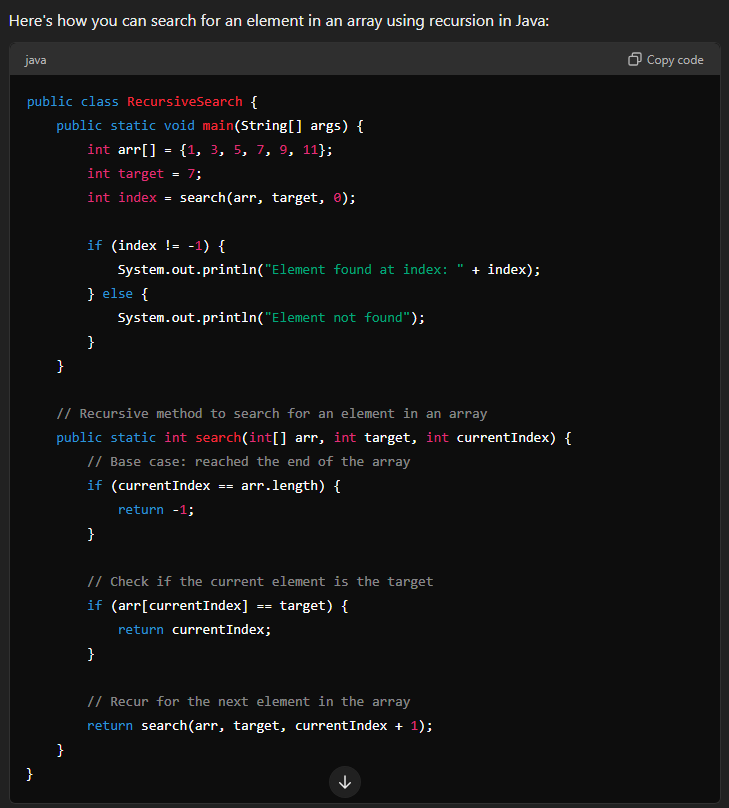 Here's how you can search for an element in an array using recursion in Java:
java
Copy code
public class RecursiveSearch {
    public static void main(String[] args) {
        int arr[] = {1, 3, 5, 7, 9, 11};
        int target = 7;
        int index = search(arr, target, 0);

        if (index != -1) {
            System.out.println("Element found at index: " + index);
        } else {
            System.out.println("Element not found");
        }
    }

    // Recursive method to search for an element in an array
    public static int search(int[] arr, int target, int currentIndex) {
        // Base case: reached the end of the array
        if (currentIndex == arr.length) {
            return -1;
        }

        // Check if the current element is the target
        if (arr[currentIndex] == target) {
            return currentIndex;
        }

        // Recur for the next element in the array
        return search(arr, target, currentIndex + 1);
    }
}